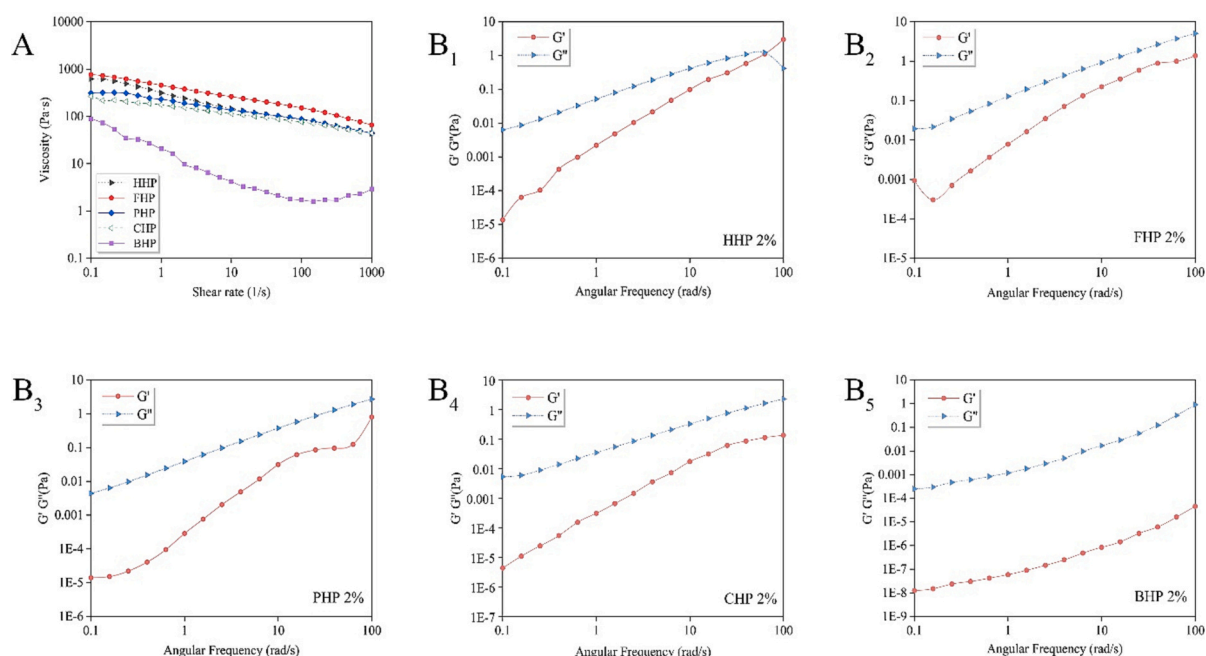 A
10000
1000
100
10
1
0.1
Viscosity (Pa·s)
HHP
FHP
PHP
CHP
BHP
0.1 1 10 100 1000
Shear rate (1/s)
B1
G'
G''
10
1
0.1
0.01
0.001
1E-4
1E-5
1E-6
G' G''(Pa)
HHP 2%
0.1 1 10 100
Angular Frequency (rad/s)
B2
G'
G''
10
1
0.1
0.01
0.001
1E-4
1E-5
G' G''(Pa)
FHP 2%
0.1 1 10 100
Angular Frequency (rad/s)
B3
G'
G''
10
1
0.1
0.01
0.001
1E-4
1E-5
1E-6
G' G''(Pa)
PHP 2%
0.1 1 10 100
Angular Frequency (rad/s)
B4
G'
G''
10
1
0.1
0.01
0.001
1E-4
1E-5
1E-6
1E-7
G' G''(Pa)
CHP 2%
0.1 1 10 100
Angular Frequency (rad/s)
B5
G'
G''
10
1
0.1
0.01
0.001
1E-4
1E-5
1E-6
1E-7
1E-8
1E-9
G' G''(Pa)
BHP 2%
0.1 1 10 100
Angular Frequency (rad/s)